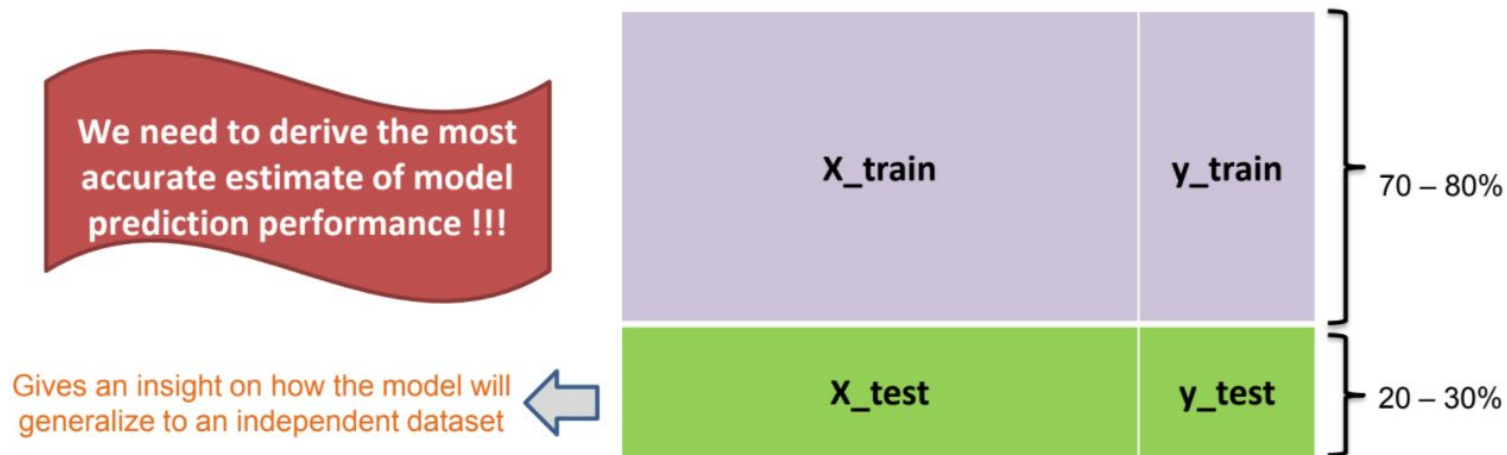 We need to derive the most
accurate estimate of model
prediction performance !!!
X_train
y_train
70 – 80%
Gives an insight on how the model will
generalize to an independent dataset
X_test
y_test
20 – 30%